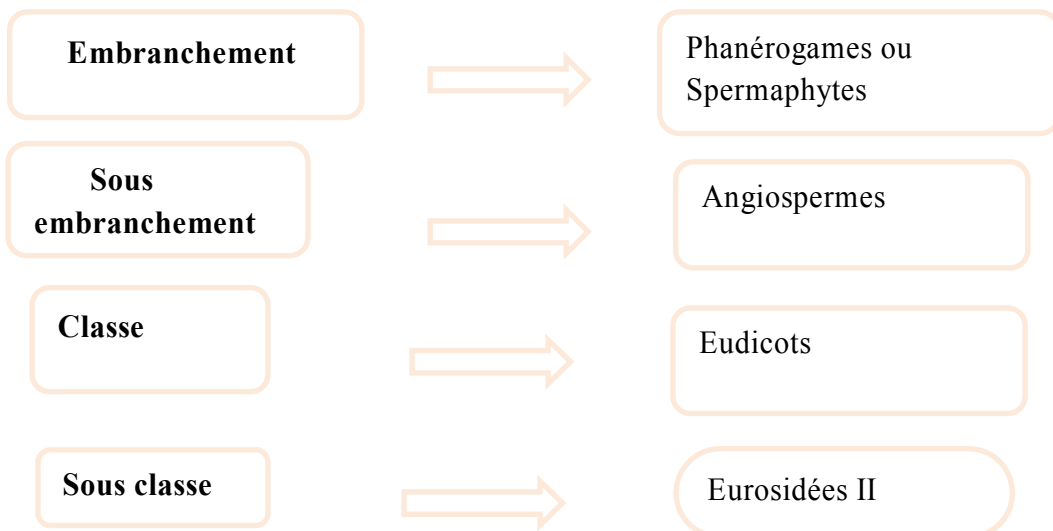 Embranchement
Phanérogames ou
Spermaphytes
Sous
embranchement
Angiospermes
Classe
Eudicots
Sous classe
Eurosidées II